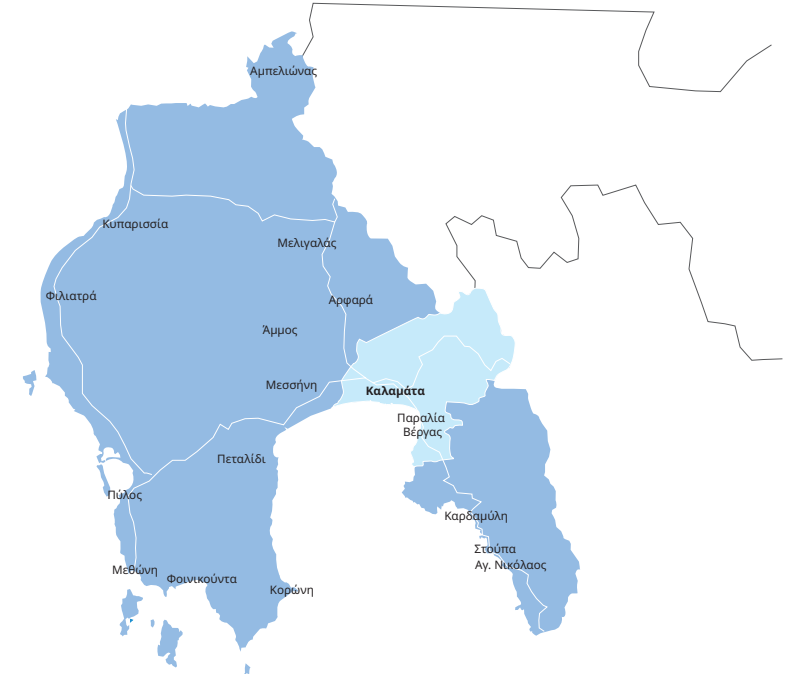 Αμπελιώνας
Κυπαρισσία
Μελιγαλάς
Φιλιατρά
Αρφαρά
Άμμος
Μεσσήνη
Καλαμάτα
Παραλία
Βέργας
Πεταλίδι
Πύλος
Καρδαμύλη
Στούπα
Αγ. Νικόλαος
Μεθώνη
Φοινικούντα
Κορώνη